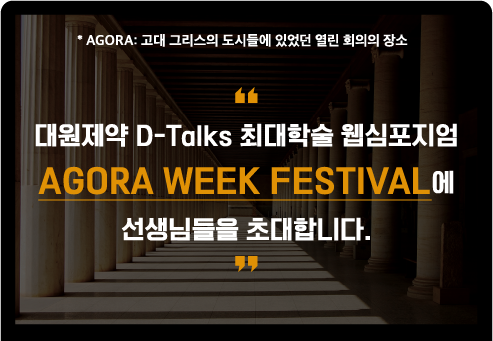 * AGORA: 고대 그리스의 도시들에 있었던 열린 회의의 장소
❝
대원제약 D-Talks 최대학술 웹심포지엄
AGORA WEEK FESTIVAL에
선생님들을 초대합니다.
❞